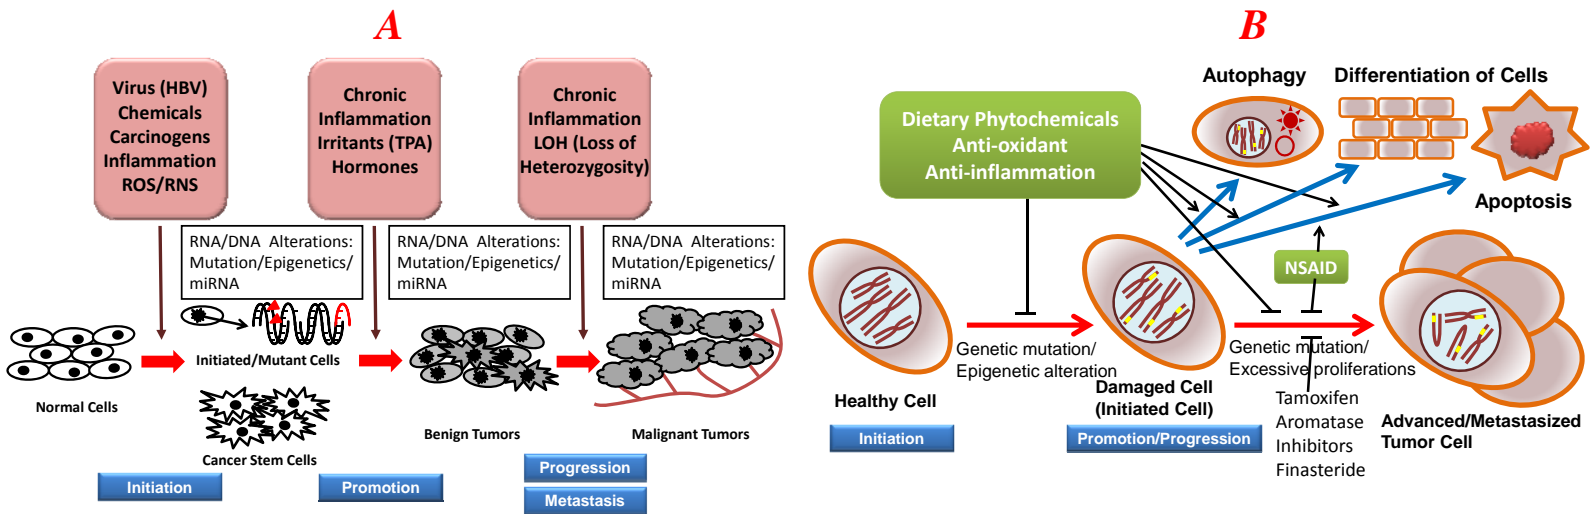 A
Virus (HBV)
Chemicals
Carcinogens
Inflammation
ROS/RNS
Chronic
Inflammation
Irritants (TPA)
Hormones
Chronic
Inflammation
LOH (Loss of
Heterozygosity)
RNA/DNA Alterations:
Mutation/Epigenetics/
miRNA
RNA/DNA Alterations:
Mutation/Epigenetics/
miRNA
RNA/DNA Alterations:
Mutation/Epigenetics/
miRNA
Normal Cells
Initiated/Mutant Cells
Cancer Stem Cells
Benign Tumors
Malignant Tumors
Initiation
Promotion
Progression
Metastasis
B
Autophagy
Differentiation of Cells
Apoptosis
Dietary Phytochemicals
Anti-oxidant
Anti-inflammation
NSAID
Genetic mutation/
Epigenetic alteration
Genetic mutation/
Excessive proliferations
Healthy Cell
Damaged Cell
(Initiated Cell)
Tamoxifen
Aromatase
Inhibitors
Finasteride
Advanced/Metastasized
Tumor Cell
Initiation
Promotion/Progression